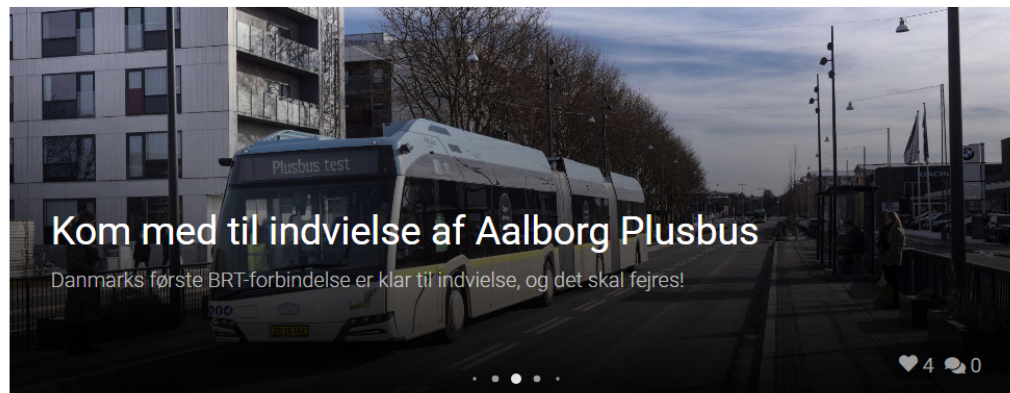 Plusbus test
Kom med til indvielse af Aalborg Plusbus
Danmarks første BRT-forbindelse er klar til indvielse, og det skal fejres!
4 0